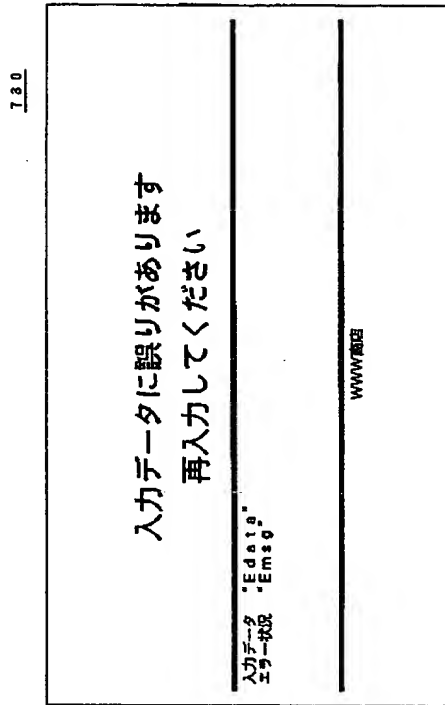 730
入力データに誤りがあります
再入力してください
入力データ "Edata"
エラー状況 "Emsg"
WWW商店